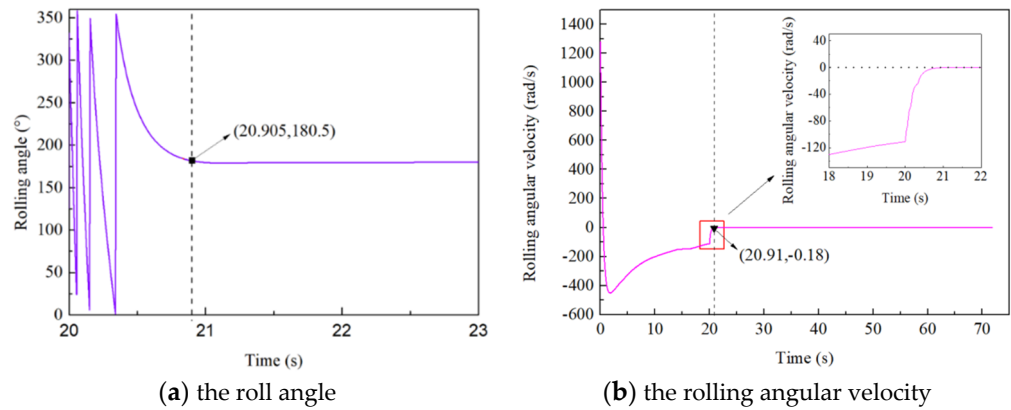 350
300
250
200
150
100
50
0
Rolling angle (°)
(20.905,180.5)
20 21 22 23
Time (s)
(a) the roll angle
1400
1200
1000
800
600
400
200
0
-200
-400
-600
Rolling angular velocity (rad/s)
(20.91,-0.18)
0 10 20 30 40 50 60 70
Time (s)
40
0
-40
-80
-120
Rolling angular velocity (rad/s)
18 19 20 21 22
Time (s)
(b) the rolling angular velocity